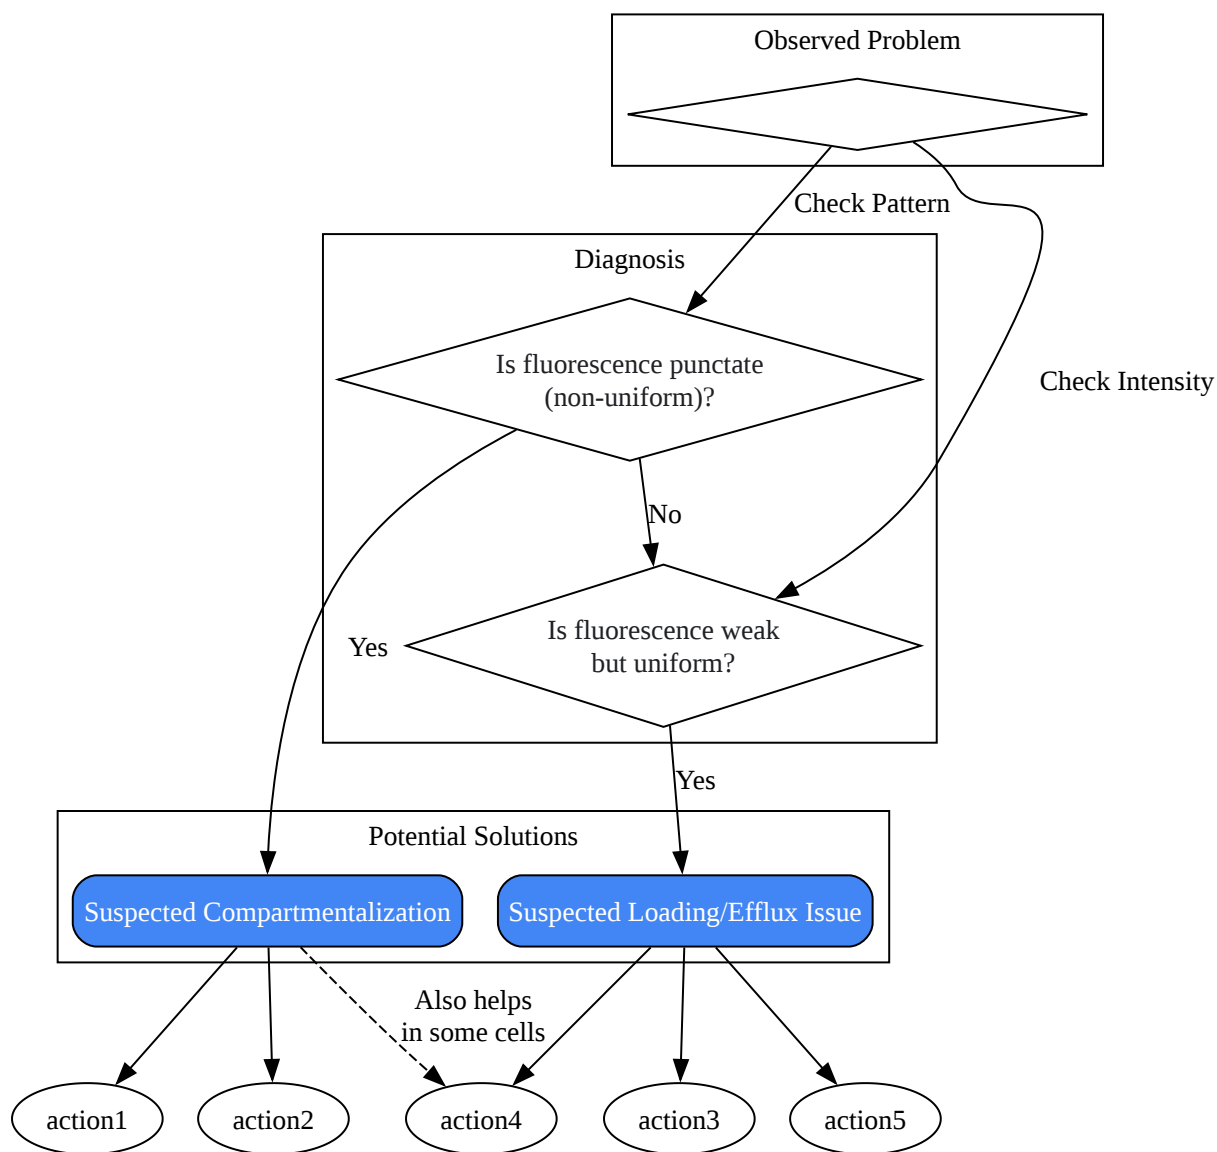 Observed Problem
Check Pattern
Diagnosis
Is fluorescence punctate
(non-uniform)?
Check Intensity
No
Is fluorescence weak
but uniform?
Yes
Yes
Potential Solutions
Suspected Compartmentalization
Suspected Loading/Efflux Issue
Also helps
in some cells
action1
action2
action4
action3
action5